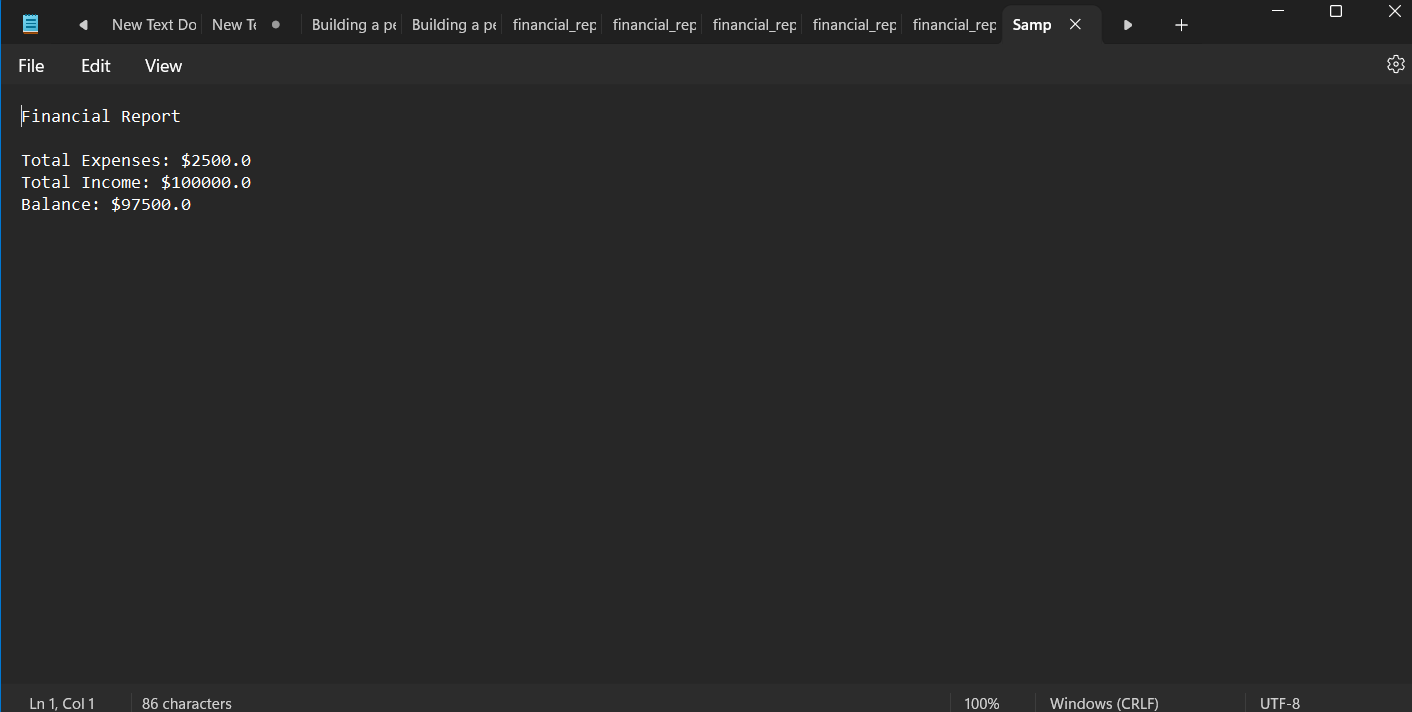 New Text Do
New Te
Building a pe
Building a pe
financial_rep
financial_rep
financial_rep
financial_rep
financial_rep
Samp
File Edit View
Financial Report
Total Expenses: $2500.0
Total Income: $100000.0
Balance: $97500.0
Ln 1, Col 1 86 characters 100% Windows (CRLF) UTF-8